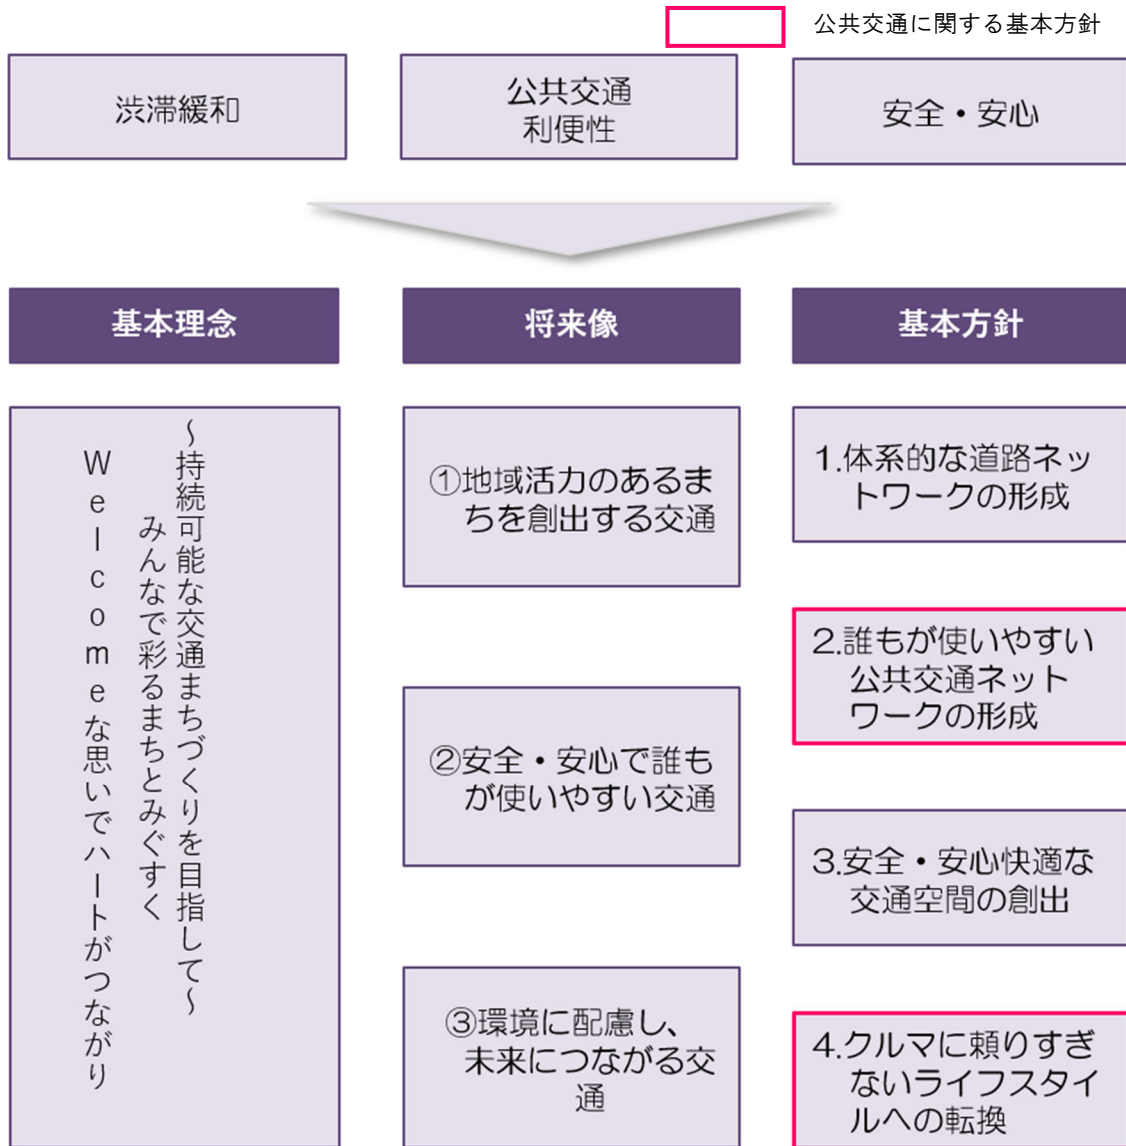 公共交通に関する基本方針
渋滞緩和
公共交通
利便性
安全・安心
基本理念
将来像
基本方針
Welcomeな思いでハートがつながり
みんなで彩るまちとみぐすく
～持続可能な交通まちづくりを目指して～
①地域活力のあるま
ちを創出する交通
②安全・安心で誰も
が使いやすい交通
③環境に配慮し、
未来につながる交
通
1.体系的な道路ネッ
トワークの形成
2.誰もが使いやすい
公共交通ネット
ワークの形成
3.安全・安心快適な
交通空間の創出
4.クルマに頼りすぎ
ないライフスタイ
ルへの転換